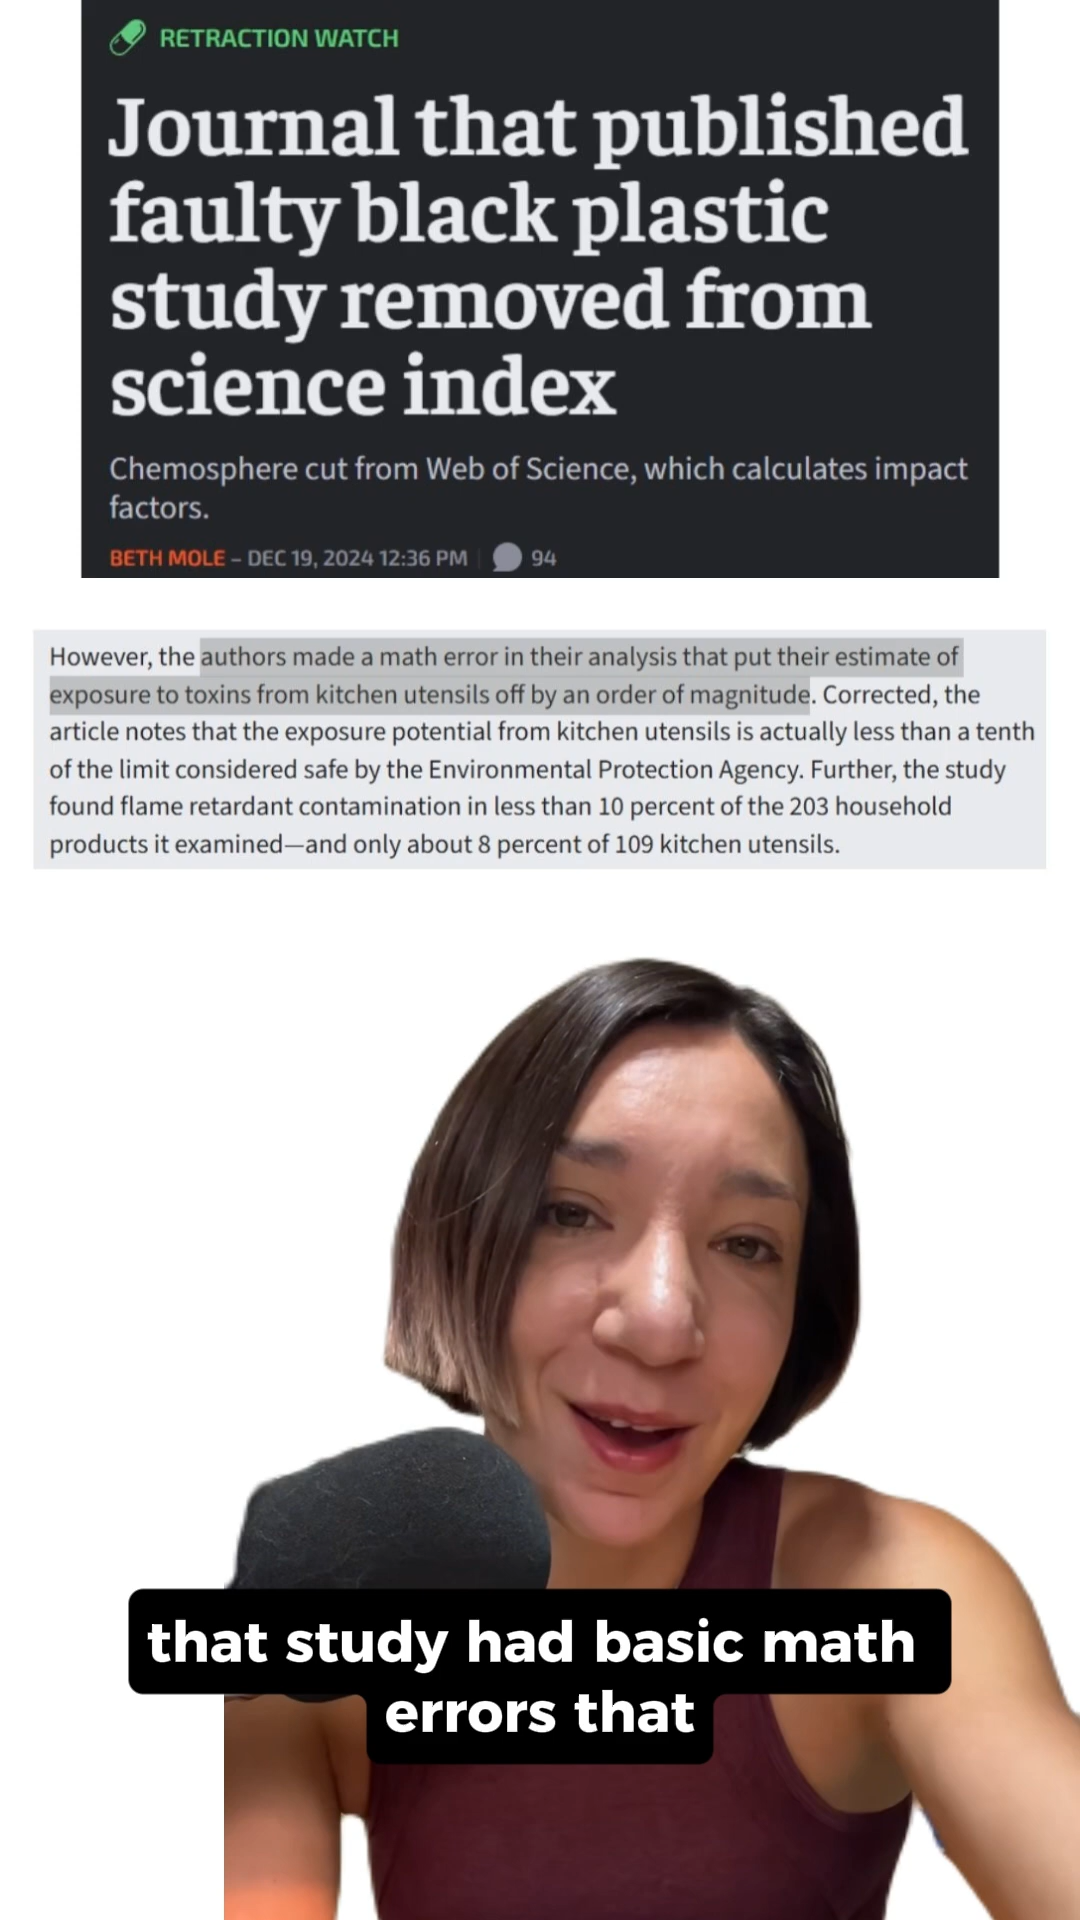 RETRACTION WATCH
Journal that published
faulty black plastic
study removed from
science index
Chemosphere cut from Web of Science, which calculates impact
factors.
BETH MOLE – DEC 19, 2024 12:36 PM 94
However, the authors made a math error in their analysis that put their estimate of
exposure to toxins from kitchen utensils off by an order of magnitude. Corrected, the
article notes that the exposure potential from kitchen utensils is actually less than a tenth
of the limit considered safe by the Environmental Protection Agency. Further, the study
found flame retardant contamination in less than 10 percent of the 203 household
products it examined—and only about 8 percent of 109 kitchen utensils.
that study had basic math
errors that